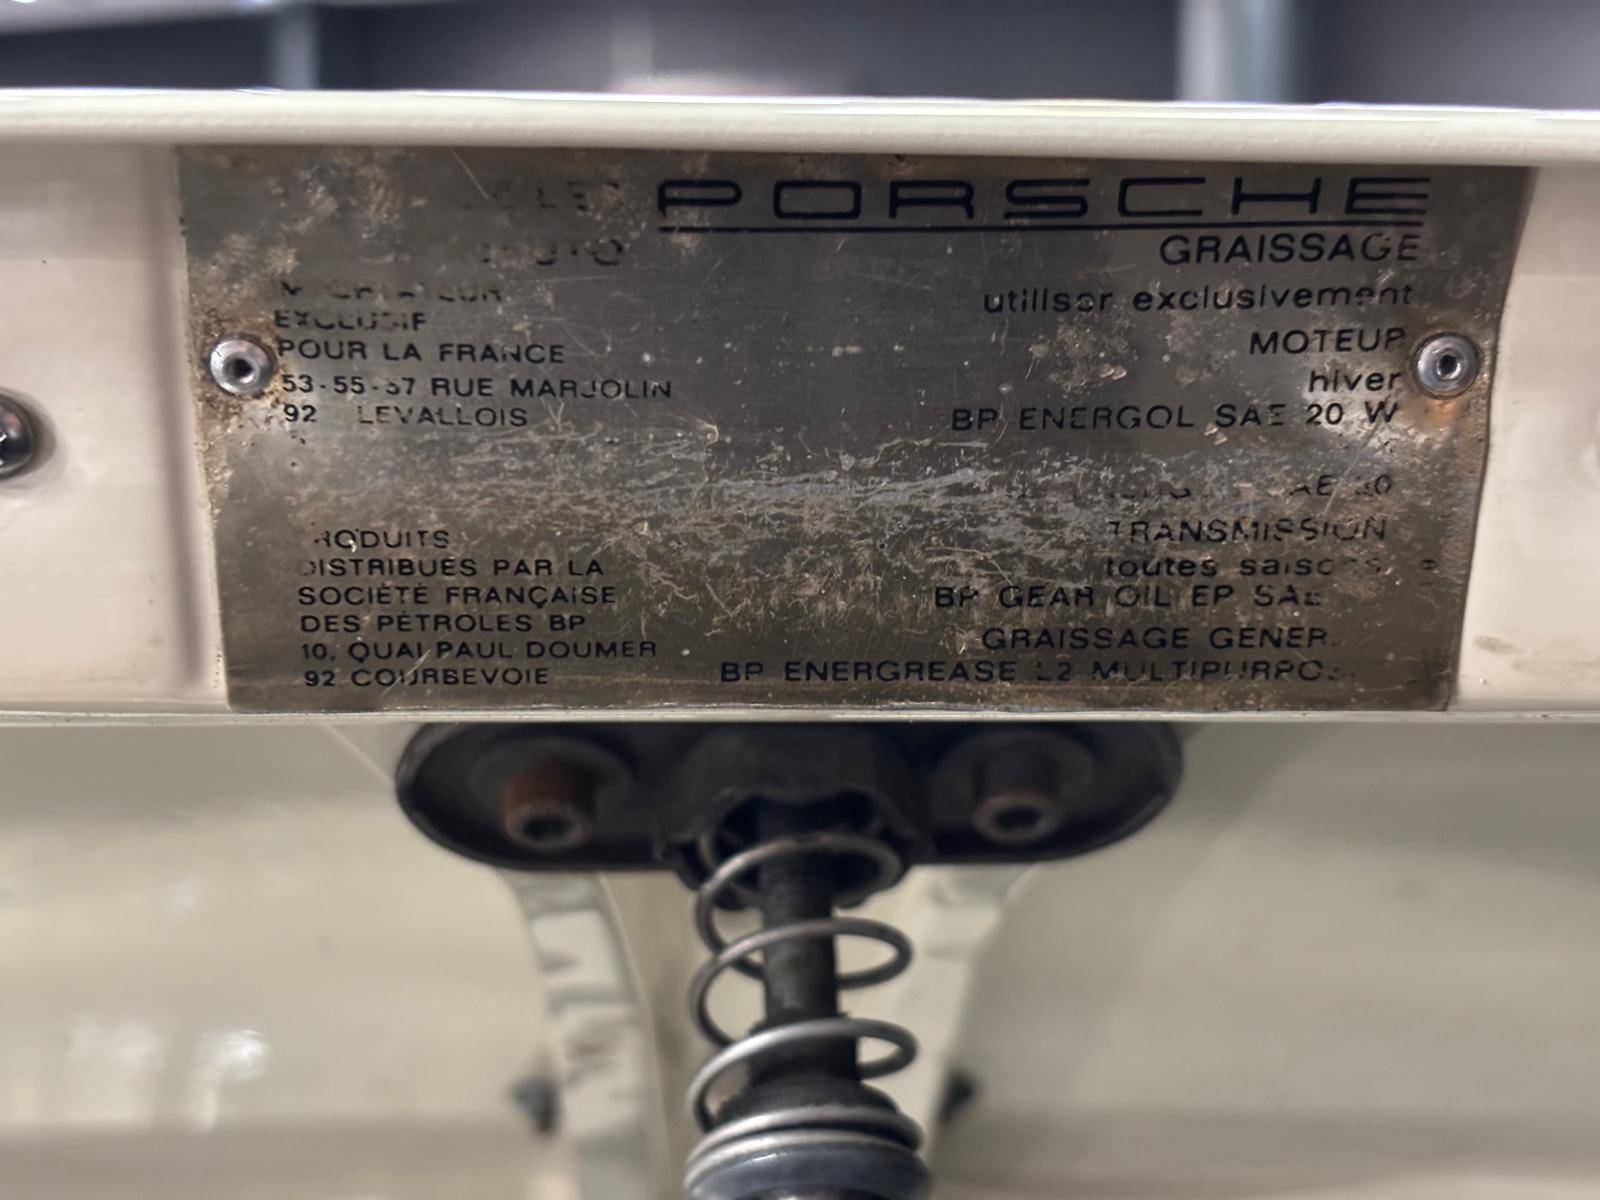 PORSCHE
GRAISSAGE
utiliser exclusivement
MOTEUR
hiver
BP ENERGOL SAE 20 W
SAE
TRANSMISSION
toutes saisons
BP GEAR OIL EP SAE
GRAISSAGE
BP ENERGREASE L2 MULTIPURPOSE
EXCLUSIF
POUR LA FRANCE
53-55-57 RUE MARJOLIN
92 LEVALLOIS
PRODUITS
DISTRIBUÉS PAR LA
SOCIÉTÉ FRANÇAISE
DES PÉTROLES BP
10, QUAI PAUL DOUMER
92 COURBEVOIE